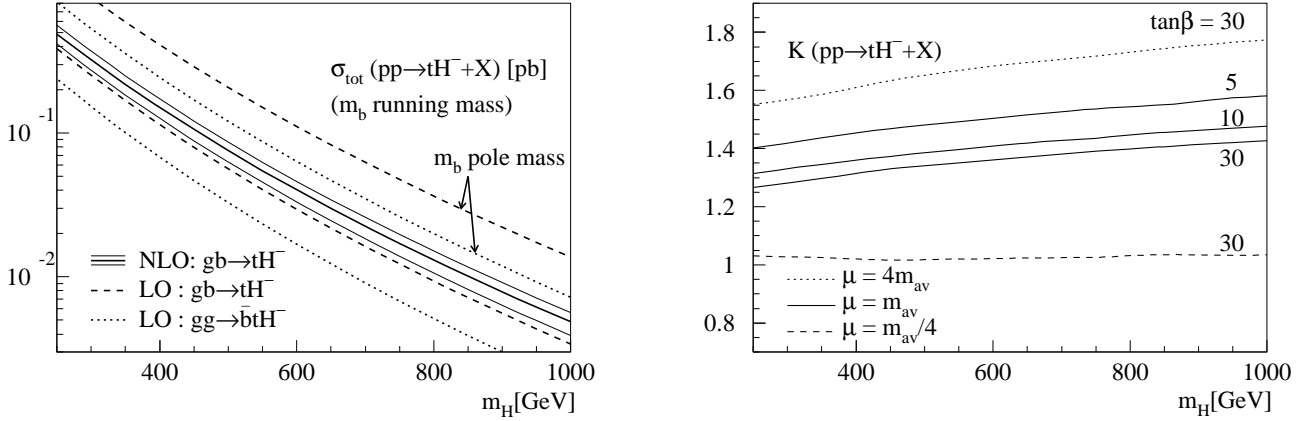 10⁻¹
10⁻²
400
600
800
1000
m_H[GeV]
σ_tot (pp→tH⁻+X) [pb]
(m_b running mass)
m_b pole mass
NLO: gb→tH⁻
LO : gb→tH⁻
LO : gg→b̄tH⁻
1.8
1.6
1.4
1.2
1
0.8
400
600
800
1000
m_H[GeV]
K (pp→tH⁻+X)
tanβ = 30
5
10
30
30
μ = 4m_av
μ = m_av
μ = m_av/4